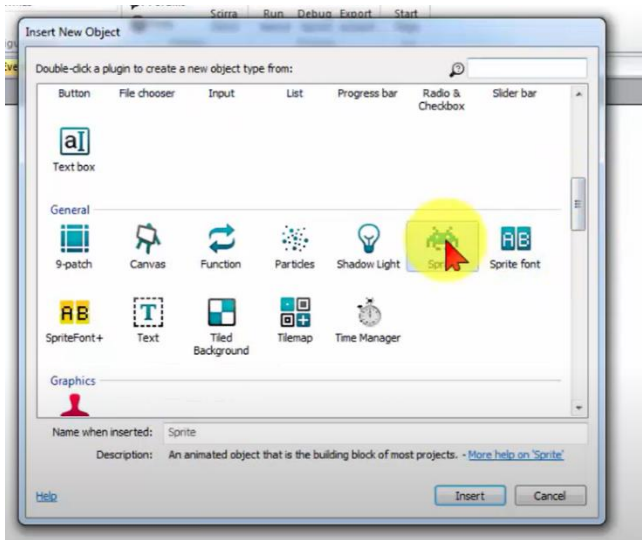 Scirra Run Debug Export Start
Insert New Object
Eve
Double-click a plugin to create a new object type from:
Button File chooser Input List Progress bar Radio & Checkbox Slider bar
Text box
General
9-patch Canvas Function Particles Shadow Light Sprite Sprite font
SpriteFont+ Text Tiled Background Tilemap Time Manager
Graphics
Name when inserted: Sprite
Description: An animated object that is the building block of most projects. - More help on 'Sprite'
Help Insert Cancel